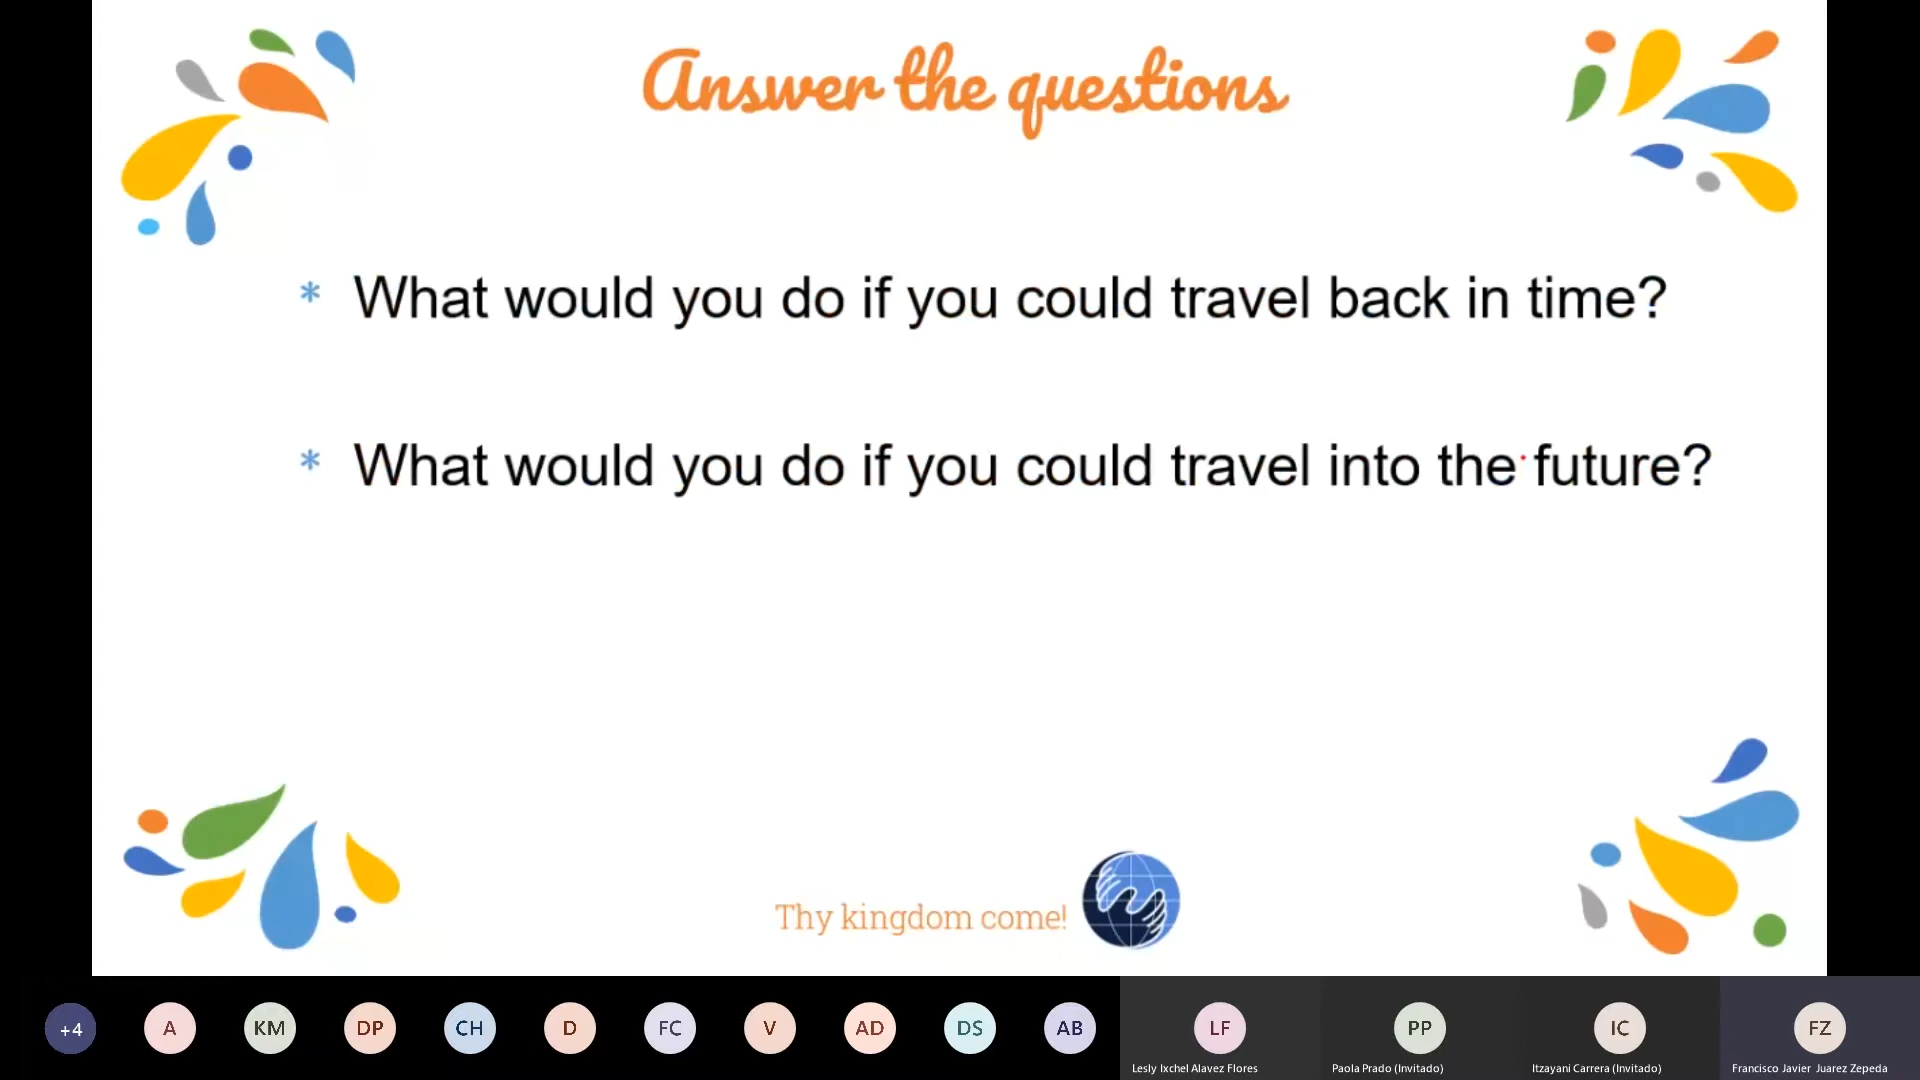 Answer the questions
* What would you do if you could travel back in time?
* What would you do if you could travel into the future?
Thy kingdom come!
+4 A KM DP CH D FC V AD DS AB LF PP IC FZ
Lesly Ixchel Alavez Flores Paola Prado (Invitado) Itzayani Carrera (Invitado) Francisco Javier Juarez Zepeda